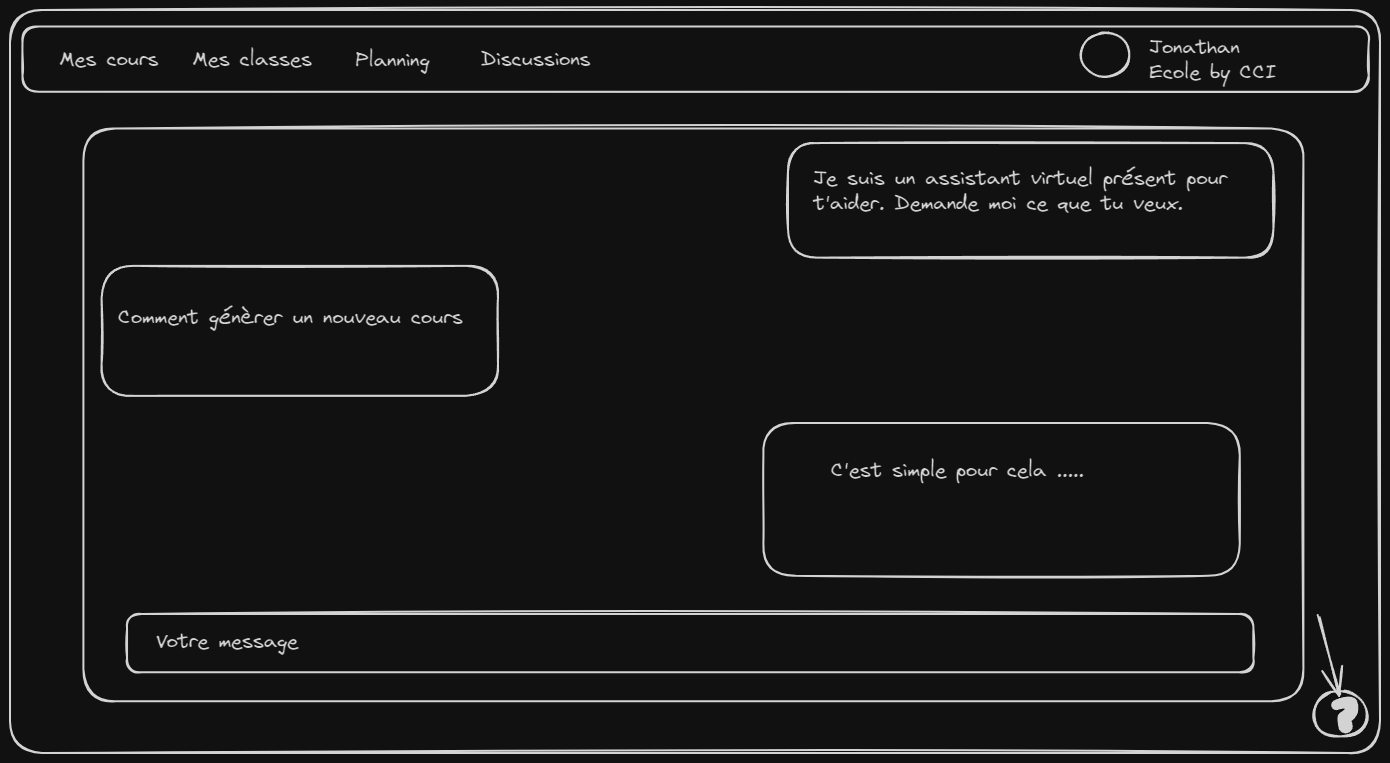 Mes cours
Mes classes
Planning
Discussions
Jonathan
Ecole by CCI
Je suis un assistant virtuel présent pour
t'aider. Demande moi ce que tu veux.
Comment génèrer un nouveau cours
C'est simple pour cela .....
Votre message
?